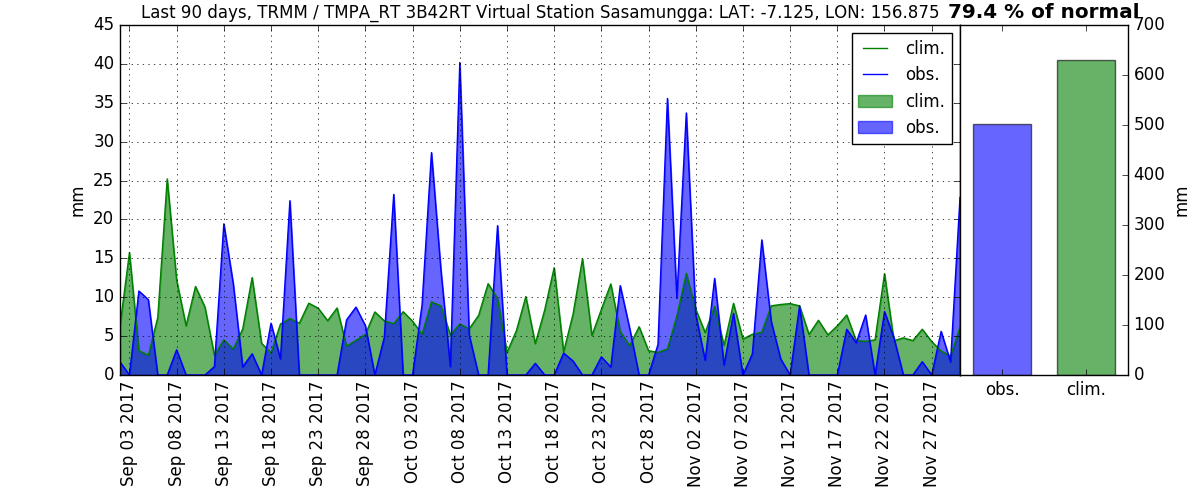 Last 90 days, TRMM / TMPA_RT 3B42RT Virtual Station Sasamungga: LAT: -7.125, LON: 156.875 79.4 % of normal
45
40
35
30
25
20
15
10
5
0
mm
clim.
obs.
clim.
obs.
Sep 03 2017
Sep 08 2017
Sep 13 2017
Sep 18 2017
Sep 23 2017
Sep 28 2017
Oct 03 2017
Oct 08 2017
Oct 13 2017
Oct 18 2017
Oct 23 2017
Oct 28 2017
Nov 02 2017
Nov 07 2017
Nov 12 2017
Nov 17 2017
Nov 22 2017
Nov 27 2017
700
600
500
400
300
200
100
0
mm
obs. clim.